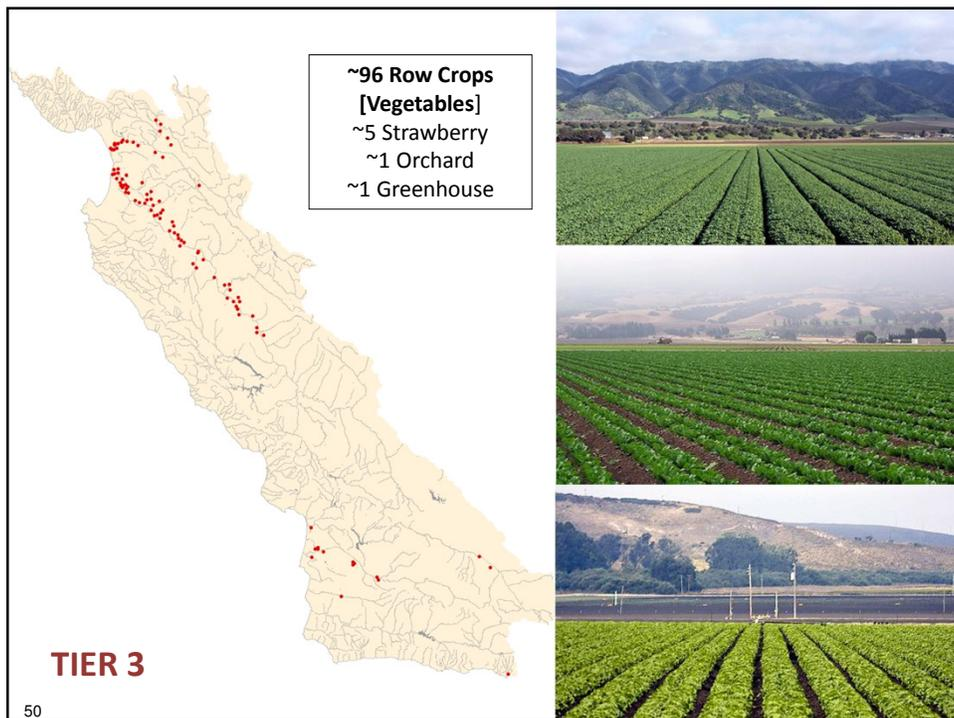 ~96 Row Crops
[Vegetables]
~5 Strawberry
~1 Orchard
~1 Greenhouse
TIER 3
50